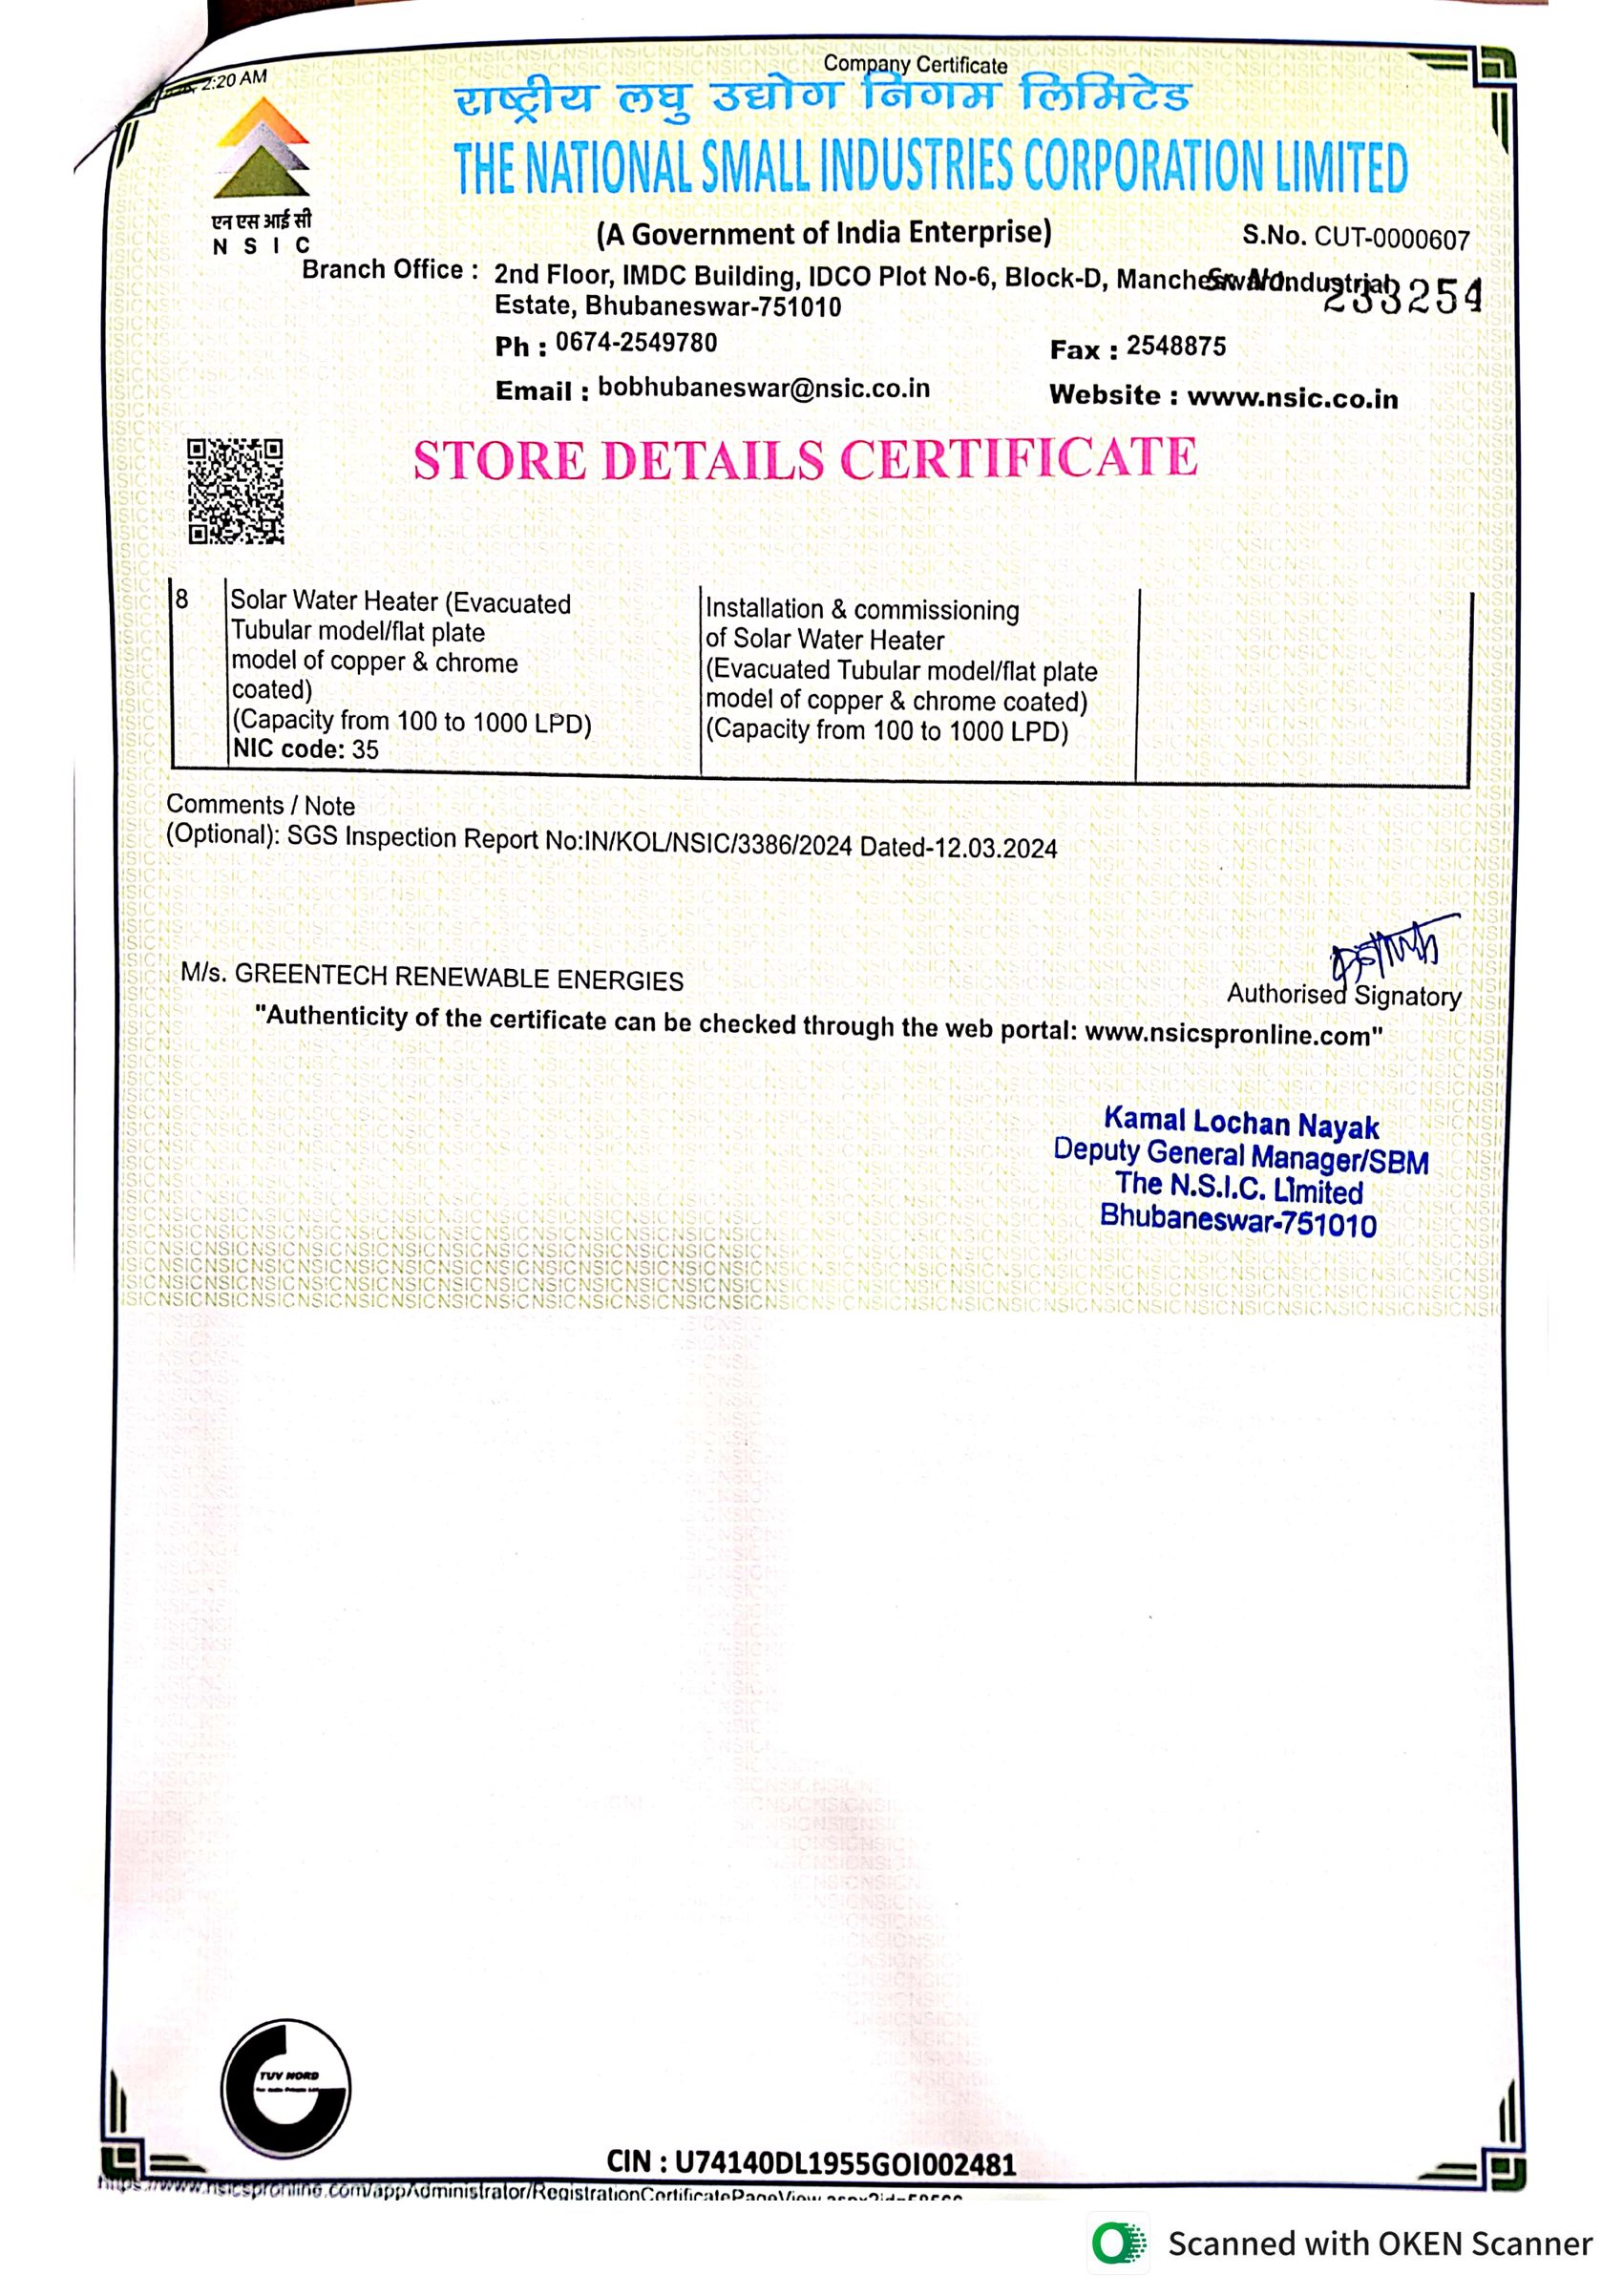 2:20 AM
Company Certificate
राष्ट्रीय लघु उद्योग निगम लिमिटेड
THE NATIONAL SMALL INDUSTRIES CORPORATION LIMITED
एन एस आई सी
N S I C
(A Government of India Enterprise)
S.No. CUT-0000607
Branch Office : 2nd Floor, IMDC Building, IDCO Plot No-6, Block-D, Mancheswar Industrial
Sr. No. 233254
Estate, Bhubaneswar-751010
Ph : 0674-2549780 Fax : 2548875
Email : bobhubaneswar@nsic.co.in Website : www.nsic.co.in
STORE DETAILS CERTIFICATE
8
Solar Water Heater (Evacuated
Tubular model/flat plate
model of copper & chrome
coated)
(Capacity from 100 to 1000 LPD)
NIC code: 35
Installation & commissioning
of Solar Water Heater
(Evacuated Tubular model/flat plate
model of copper & chrome coated)
(Capacity from 100 to 1000 LPD)
Comments / Note
(Optional): SGS Inspection Report No:IN/KOL/NSIC/3386/2024 Dated-12.03.2024
M/s. GREENTECH RENEWABLE ENERGIES
Authorised Signatory
"Authenticity of the certificate can be checked through the web portal: www.nsicspronline.com"
Kamal Lochan Nayak
Deputy General Manager/SBM
The N.S.I.C. Limited
Bhubaneswar-751010
TUV NORD
CIN : U74140DL1955GOI002481
https://www.nsicspronline.com/appAdministrator/RegistrationCertificatePageView.aspx?id=
Scanned with OKEN Scanner